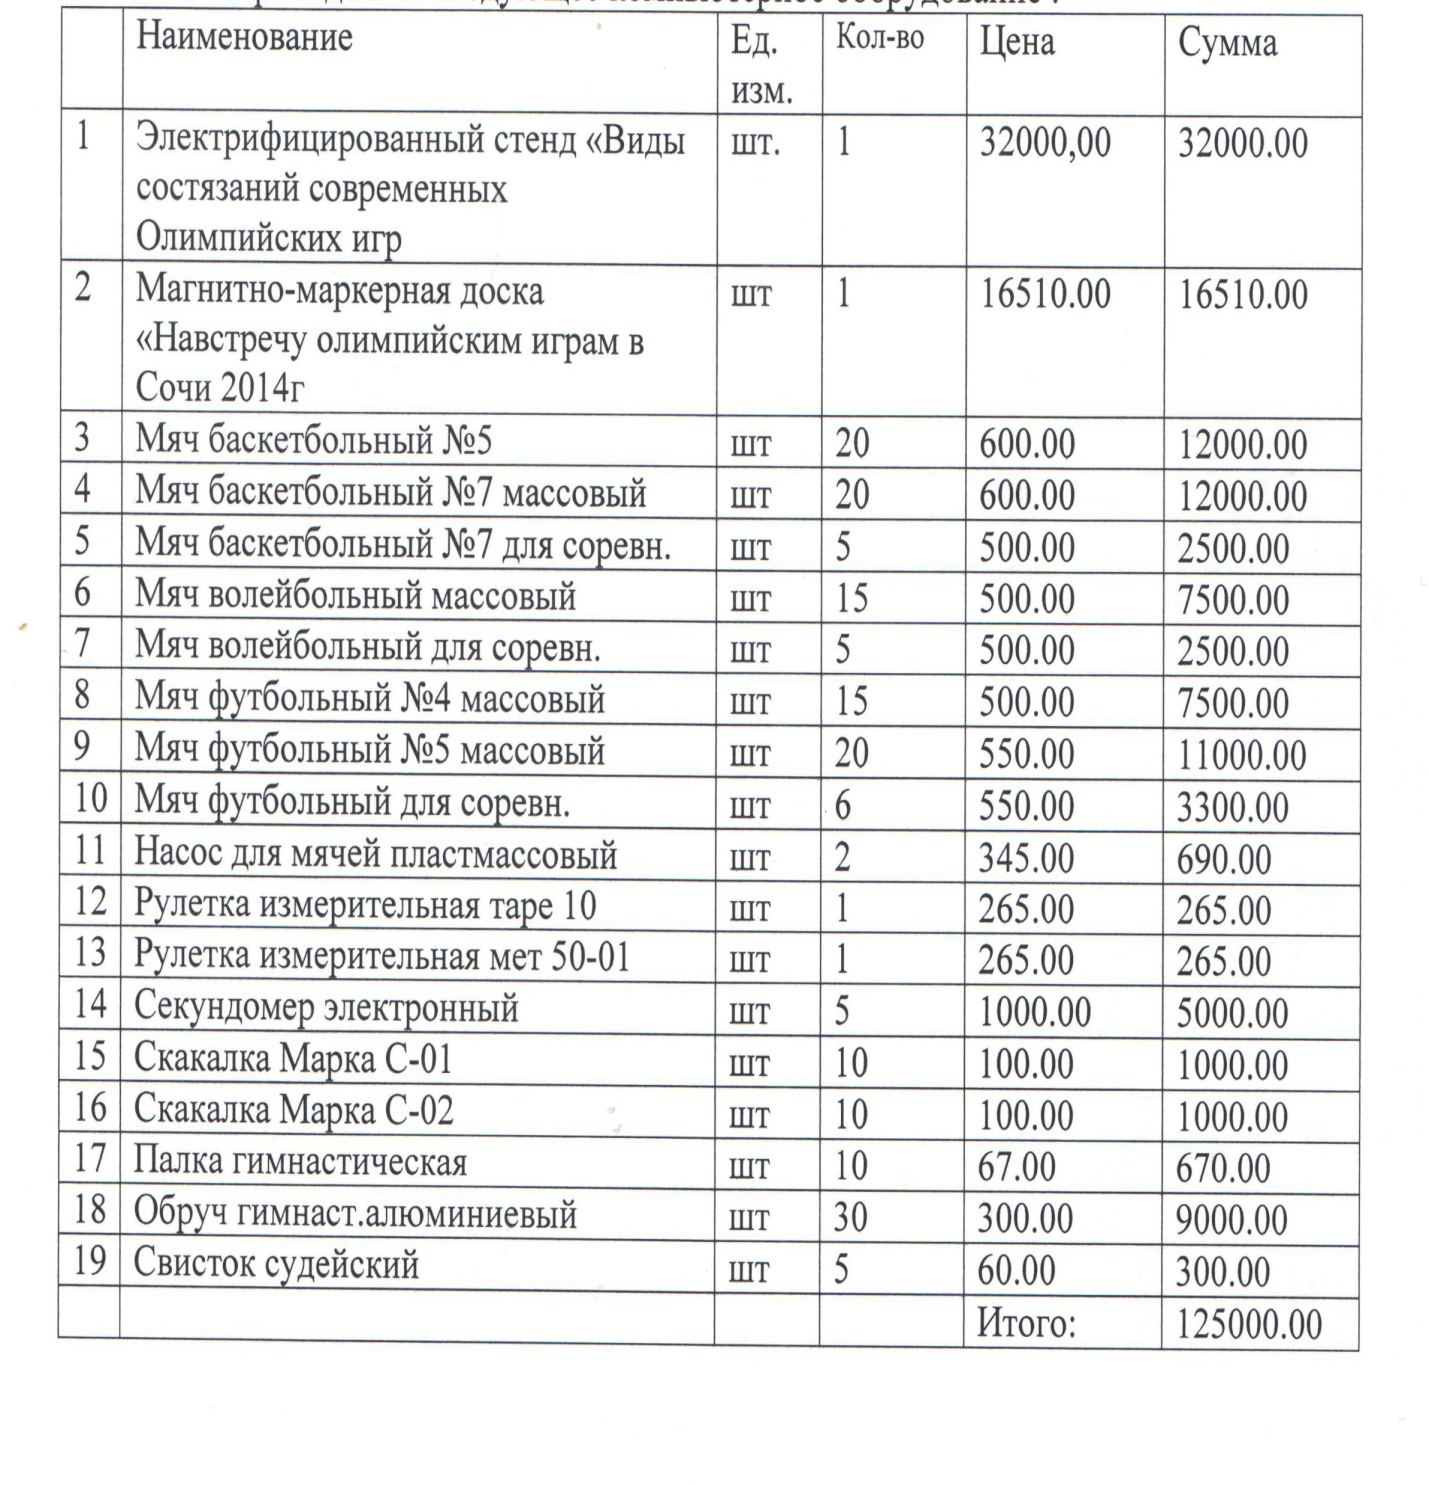 компьютерное оборудование :
Наименование Ед. Кол-во Цена Сумма
изм.
1 Электрифицированный стенд «Виды шт. 1 32000,00 32000.00
состязаний современных
Олимпийских игр
2 Магнитно-маркерная доска шт 1 16510.00 16510.00
«Навстречу олимпийским играм в
Сочи 2014г
3 Мяч баскетбольный №5 шт 20 600.00 12000.00
4 Мяч баскетбольный №7 массовый шт 20 600.00 12000.00
5 Мяч баскетбольный №7 для соревн. шт 5 500.00 2500.00
6 Мяч волейбольный массовый шт 15 500.00 7500.00
7 Мяч волейбольный для соревн. шт 5 500.00 2500.00
8 Мяч футбольный №4 массовый шт 15 500.00 7500.00
9 Мяч футбольный №5 массовый шт 20 550.00 11000.00
10 Мяч футбольный для соревн. шт 6 550.00 3300.00
11 Насос для мячей пластмассовый шт 2 345.00 690.00
12 Рулетка измерительная таре 10 шт 1 265.00 265.00
13 Рулетка измерительная мет 50-01 шт 1 265.00 265.00
14 Секундомер электронный шт 5 1000.00 5000.00
15 Скакалка Марка С-01 шт 10 100.00 1000.00
16 Скакалка Марка С-02 шт 10 100.00 1000.00
17 Палка гимнастическая шт 10 67.00 670.00
18 Обруч гимнаст.алюминиевый шт 30 300.00 9000.00
19 Свисток судейский шт 5 60.00 300.00
Итого: 125000.00